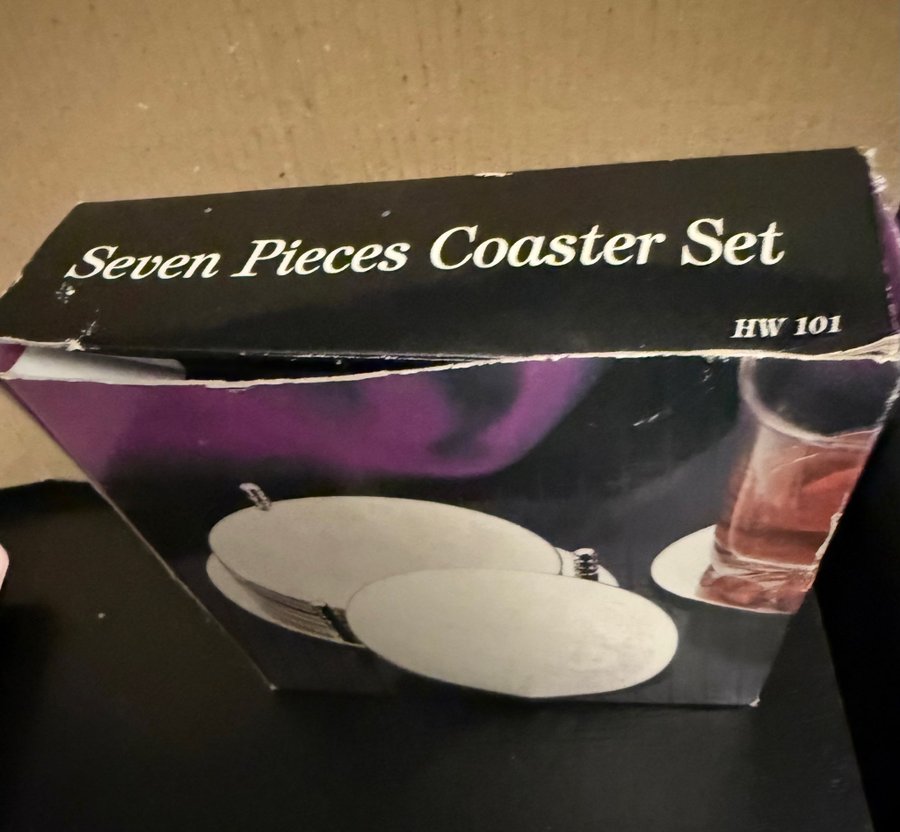 Seven Pieces Coaster Set
HW 101